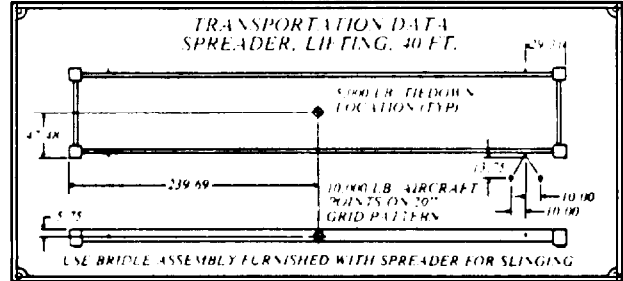 TRANSPORTATION DATA
SPREADER, LIFTING, 40 FT.
5,000 LB. TIEDOWN
LOCATION (TYP)
47.48
13.75
239.69
10,000 LB. AIRCRAFT
POINTS ON 20"
GRID PATTERN
10.00
10.00
5.75
USE BRIDLE ASSEMBLY FURNISHED WITH SPREADER FOR SLINGING